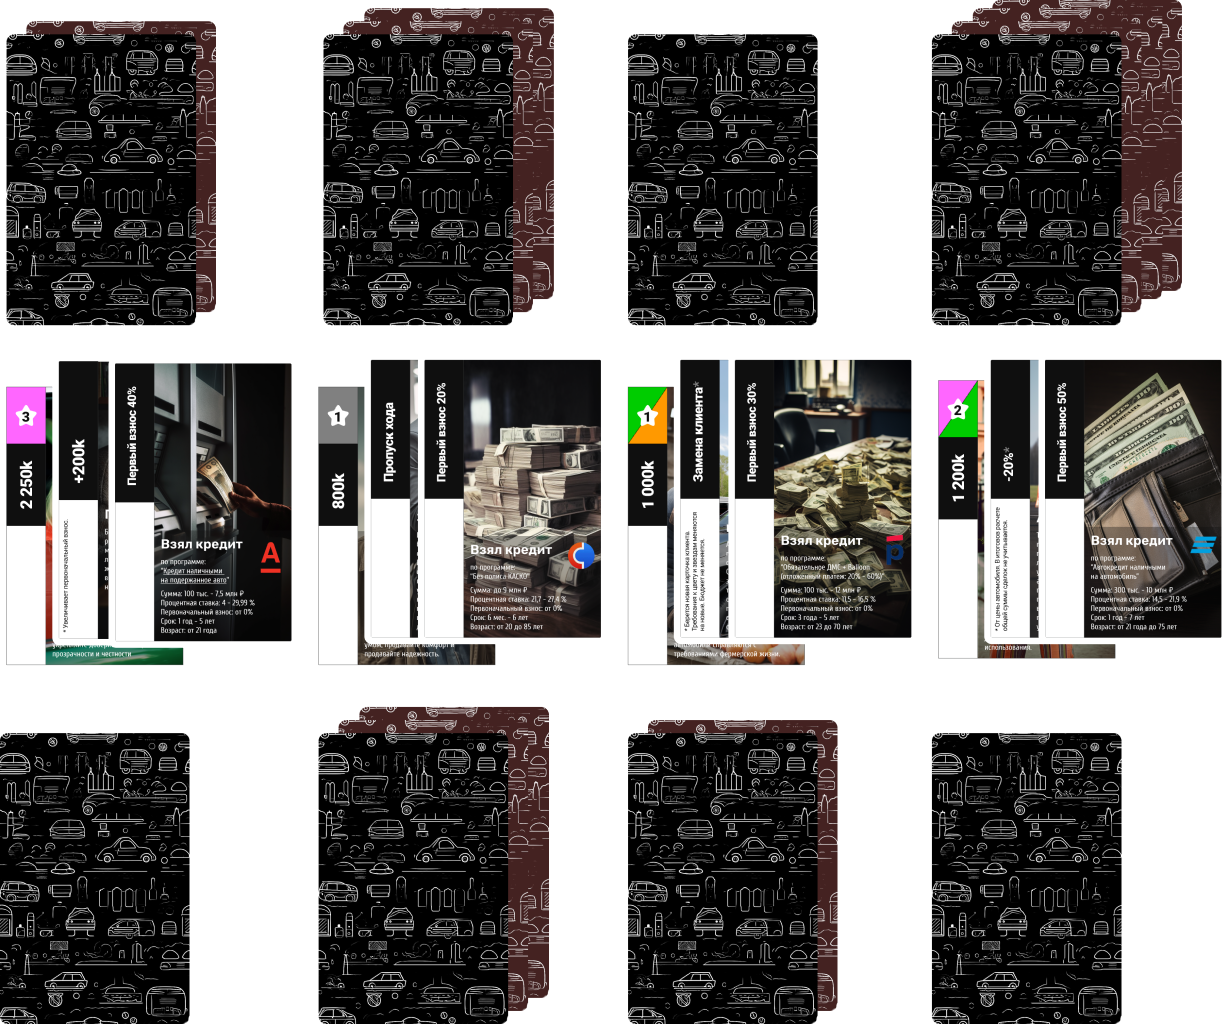 3
2 250k
+200k
* Увеличивает первоначальный взнос.
Первый взнос 40%
Взял кредит
по программе:
"Кредит наличными
на подержанное авто"
Сумма: 100 тыс. - 7,5 млн ₽
Процентная ставка: 4 - 29,99 %
Первоначальный взнос: от 0%
Срок: 1 год - 5 лет
Возраст: от 21 года
прозрачности и честности
1
800k
Пропуск хода
Первый взнос 20%
Взял кредит
по программе:
"Без полиса КАСКО"
Сумма: до 9 млн ₽
Процентная ставка: 21,7 - 27,4 %
Первоначальный взнос: от 0%
Срок: 6 мес. - 6 лет
Возраст: от 20 до 85 лет
продавайте надежность.
1
1 000k
Замена клиента*
* Берется новая карточка клиента.
Требования к цвету и звездам меняются
на новые. Бюджет не меняется.
Первый взнос 30%
Взял кредит
по программе:
"Обязательное ДМС + Balloon
(отложенный платеж: 20% - 60%)"
Сумма: 100 тыс. - 12 млн ₽
Процентная ставка: 11,5 - 16,5 %
Первоначальный взнос: от 0%
Срок: 3 года - 5 лет
Возраст: от 23 до 70 лет
требованиями фермерской жизни.
2
1 200k
-20%*
* От цены автомобиля. В итоговом расчете
общей суммы сделок не учитывается.
Первый взнос 50%
Взял кредит
по программе:
"Автокредит наличными
на автомобиль"
Сумма: 300 тыс. - 10 млн ₽
Процентная ставка: 14,5 - 21,9 %
Первоначальный взнос: от 0%
Срок: 1 год - 7 лет
Возраст: от 21 года до 75 лет
использования.